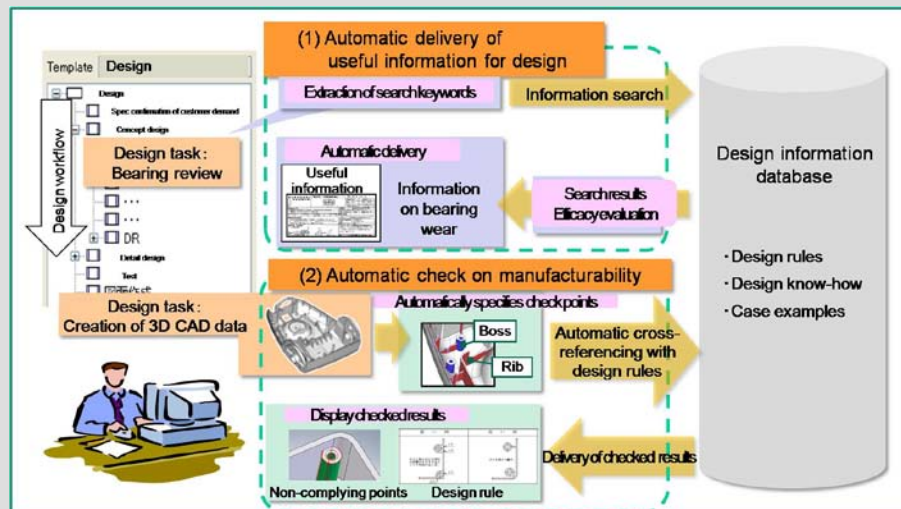 (1) Automatic delivery of
useful information for design
Template Design
Design
Spec confirmation of customer demand
Concept design
Design workflow
Design task:
Bearing review
...
...
DR
Detail design
Test
Extraction of search keywords
Information search
Automatic delivery
Useful
information
Information
on bearing
wear
Search results
Efficacy evaluation
Design information
database
・Design rules
・Design know-how
・Case examples
(2) Automatic check on manufacturability
Design task:
Creation of 3D CAD data
Automatically specifies check points
Boss
Rib
Automatic cross-
referencing with
design rules
Display checked results
Non-complying points
Design rule
Delivery of checked results